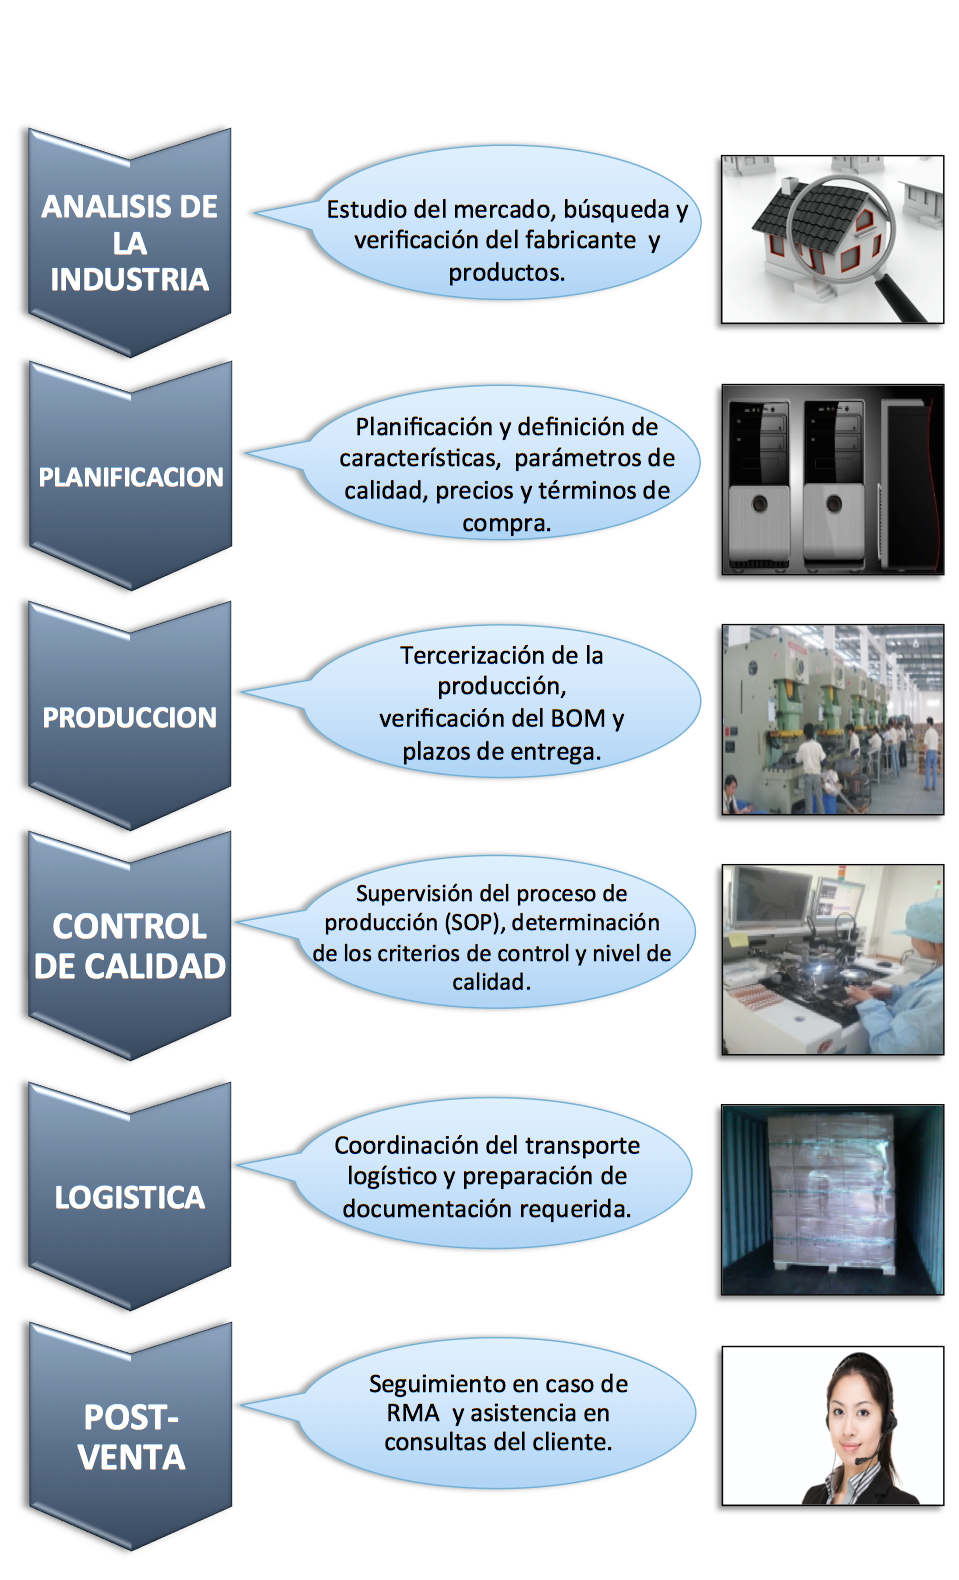 ANALISIS DE
LA
INDUSTRIA
Estudio del mercado, búsqueda y
verificación del fabricante y
productos.
PLANIFICACION
Planificación y definición de
características, parámetros de
calidad, precios y términos de
compra.
PRODUCCION
Tercerización de la
producción,
verificación del BOM y
plazos de entrega.
CONTROL
DE CALIDAD
Supervisión del proceso de
producción (SOP), determinación
de los criterios de control y nivel de
calidad.
LOGISTICA
Coordinación del transporte
logístico y preparación de
documentación requerida.
POST-
VENTA
Seguimiento en caso de
RMA y asistencia en
consultas del cliente.